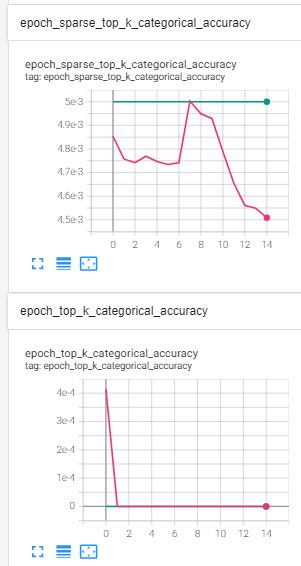 epoch_sparse_top_k_categorical_accuracy
epoch_sparse_top_k_categorical_accuracy
tag: epoch_sparse_top_k_categorical_accuracy
5e-3
4.9e-3
4.8e-3
4.7e-3
4.6e-3
4.5e-3
0 2 4 6 8 10 12 14
epoch_top_k_categorical_accuracy
epoch_top_k_categorical_accuracy
tag: epoch_top_k_categorical_accuracy
4e-4
3e-4
2e-4
1e-4
0
0 2 4 6 8 10 12 14